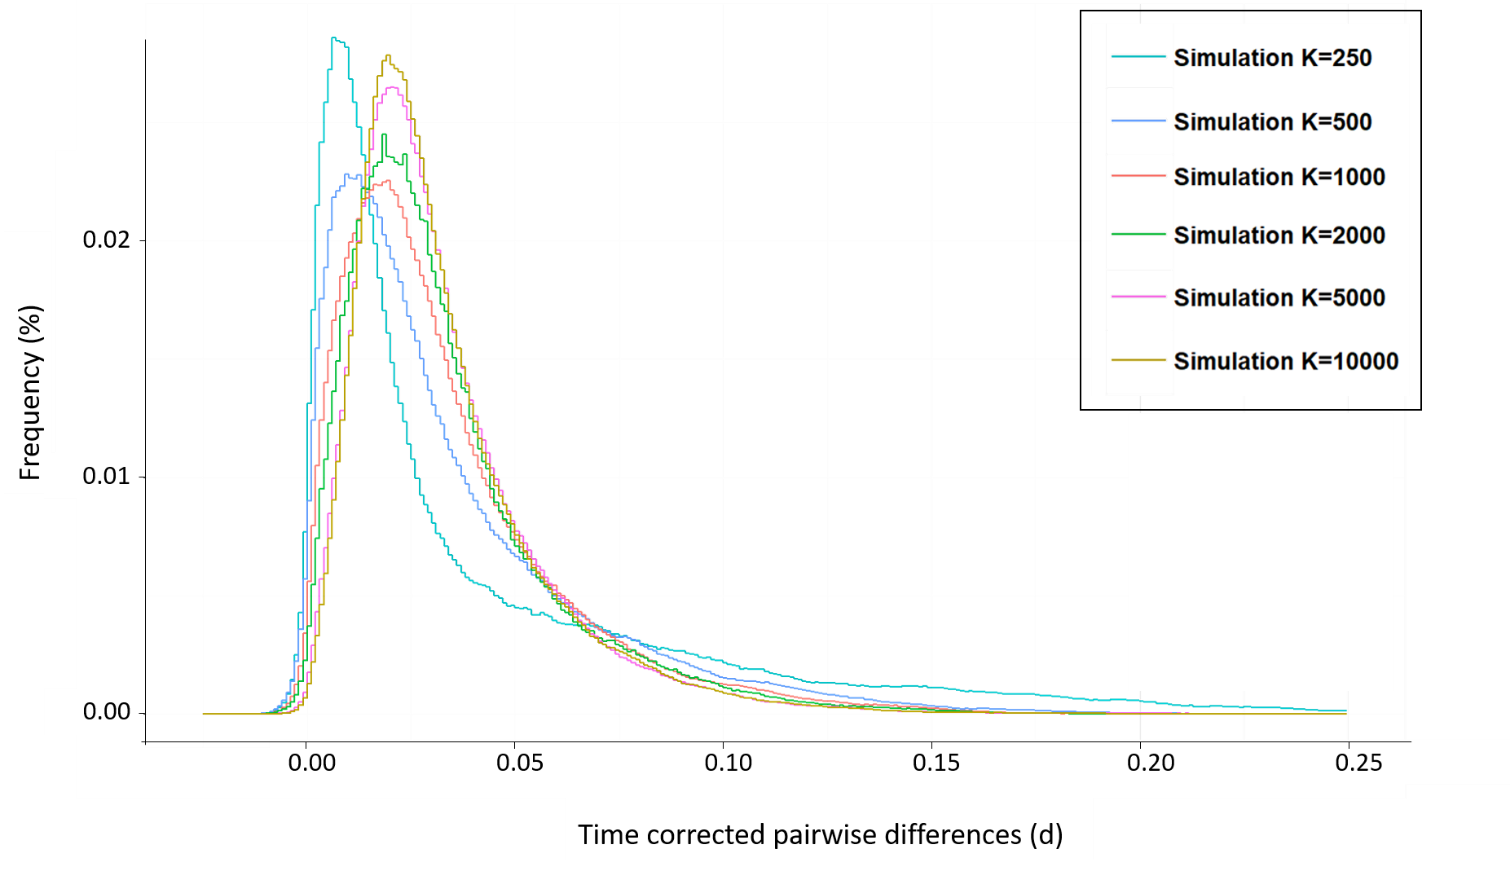 Simulation K=250
Simulation K=500
Simulation K=1000
Simulation K=2000
Simulation K=5000
Simulation K=10000
Frequency (%)
0.02
0.01
0.00
0.00 0.05 0.10 0.15 0.20 0.25
Time corrected pairwise differences (d)